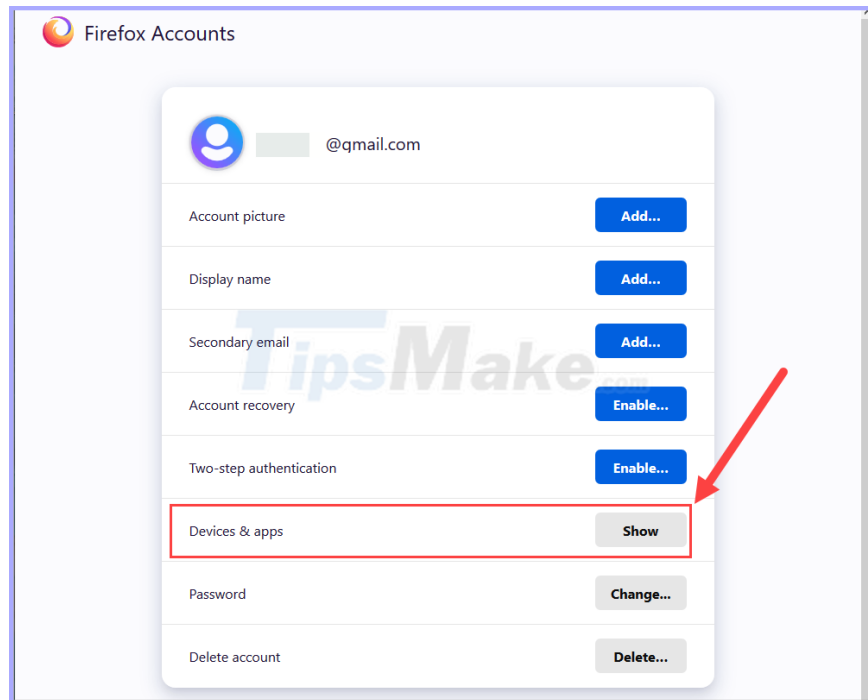 Firefox Accounts
@qmail.com
Account picture Add...
Display name Add...
Secondary email Add...
TipsMake.com
Account recovery Enable...
Two-step authentication Enable...
Devices & apps Show
Password Change...
Delete account Delete...